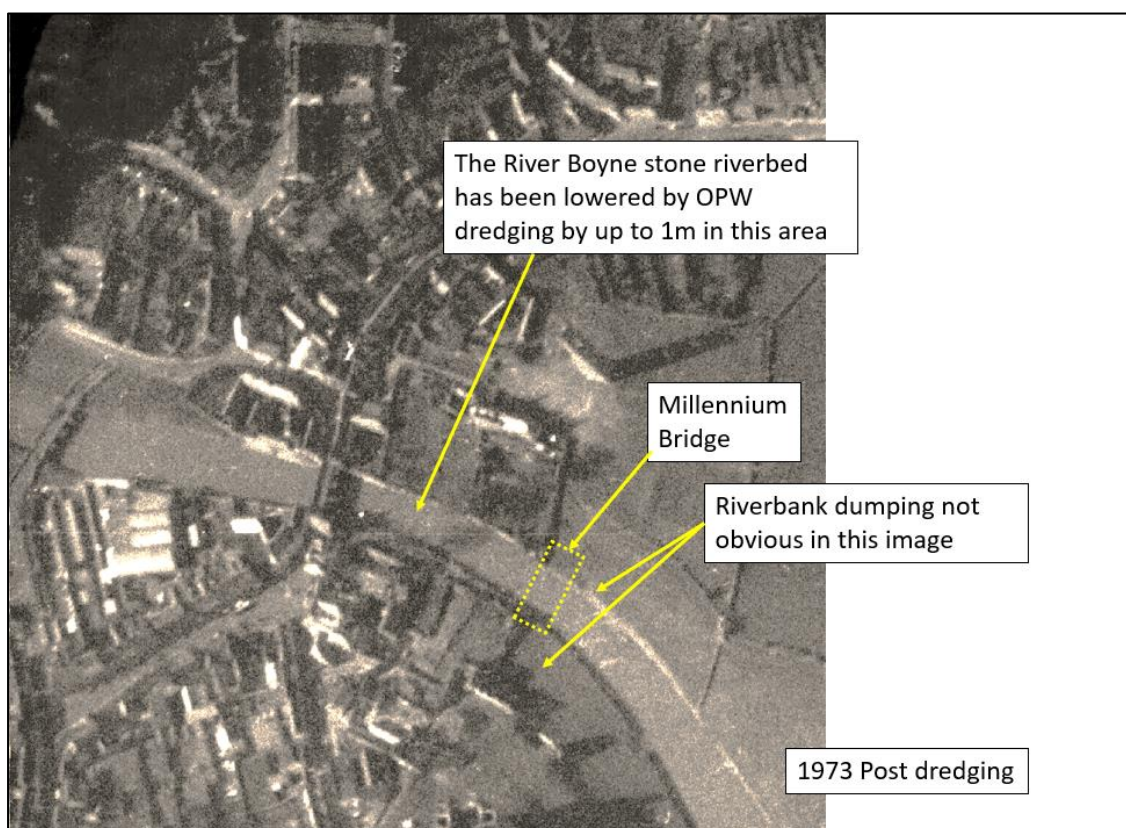 The River Boyne stone riverbed
has been lowered by OPW
dredging by up to 1m in this area
Millennium
Bridge
Riverbank dumping not
obvious in this image
1973 Post dredging